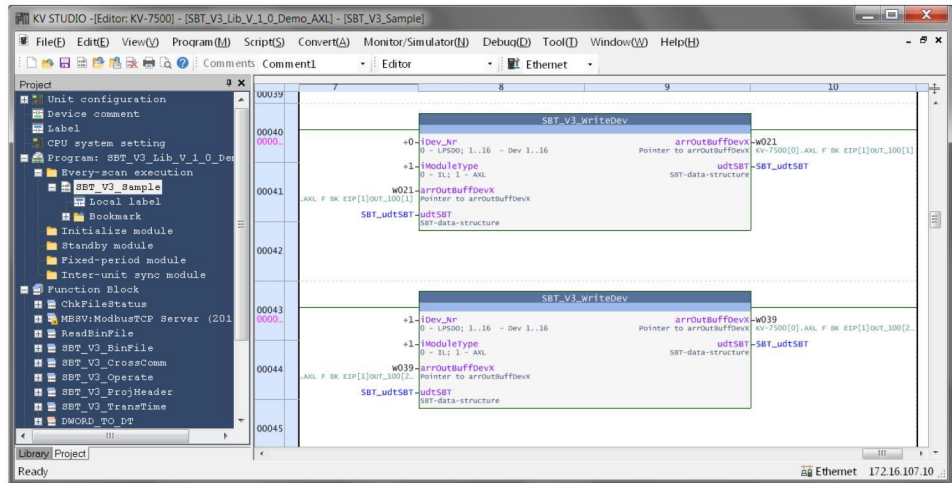 KV STUDIO -[Editor: KV-7500] - [SBT_V3_Lib_V_1_0_Demo_AXL] - [SBT_V3_Sample]
File(F) Edit(E) View(V) Program(M) Script(S) Convert(A) Monitor/Simulator(N) Debug(D) Tool(T) Window(W) Help(H)
Comments Comment1 Editor Ethernet
Project
Unit configuration
Device comment
Label
CPU system setting
Program: SBT_V3_Lib_V_1_0_Der
Every-scan execution
SBT_V3_Sample
Local label
Bookmark
Initialize module
Standby module
Fixed-period module
Inter-unit sync module
Function Block
ChkFileStatus
MBSV:ModbusTCP Server (201
ReadBinFile
SBT_V3_BinFile
SBT_V3_CrossComm
SBT_V3_Operate
SBT_V3_ProjHeader
SBT_V3_TransTime
DWORD_TO_DT
Library Project
7 8 9 10
00039
SBT_V3_WriteDev
00040
0000..
+0 iDev_Nr arrOutBuffDevX W021
0 - LPSDO; 1..16 - Dev 1..16 Pointer to arrOutBuffDevX KV-7500[0].AXL F BK EIP[1]OUT_100[1]
+1 iModuleType udtSBT SBT_udtSBT
0 - IL; 1 - AXL SBT-data-structure
00041
W021 arrOutBuffDevX
.AXL F BK EIP[1]OUT_100[1] Pointer to arrOutBuffDevX
SBT_udtSBT udtSBT
SBT-data-structure
00042
SBT_V3_WriteDev
00043
0000..
+1 iDev_Nr arrOutBuffDevX W039
0 - LPSDO; 1..16 - Dev 1..16 Pointer to arrOutBuffDevX KV-7500[0].AXL F BK EIP[1]OUT_100[2..
+1 iModuleType udtSBT SBT_udtSBT
0 - IL; 1 - AXL SBT-data-structure
00044
W039 arrOutBuffDevX
.AXL F BK EIP[1]OUT_100[2.. Pointer to arrOutBuffDevX
SBT_udtSBT udtSBT
SBT-data-structure
00045
Ready Ethernet 172.16.107.10